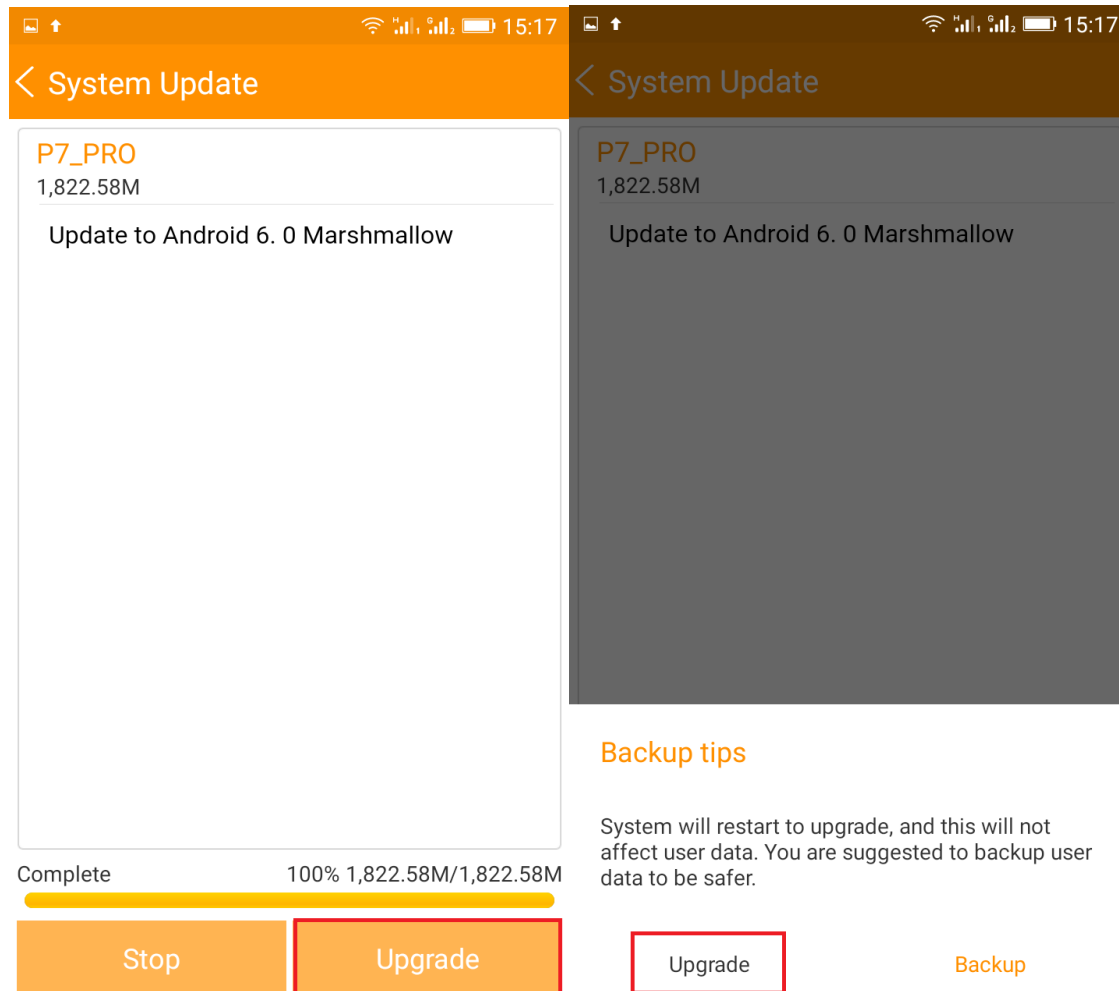 15:17
System Update
P7_PRO
1,822.58M
Update to Android 6. 0 Marshmallow
Complete 100% 1,822.58M/1,822.58M
Stop Upgrade
H 1 G 2 15:17
System Update
P7_PRO
1,822.58M
Update to Android 6. 0 Marshmallow
Backup tips
System will restart to upgrade, and this will not
affect user data. You are suggested to backup user
data to be safer.
Upgrade Backup